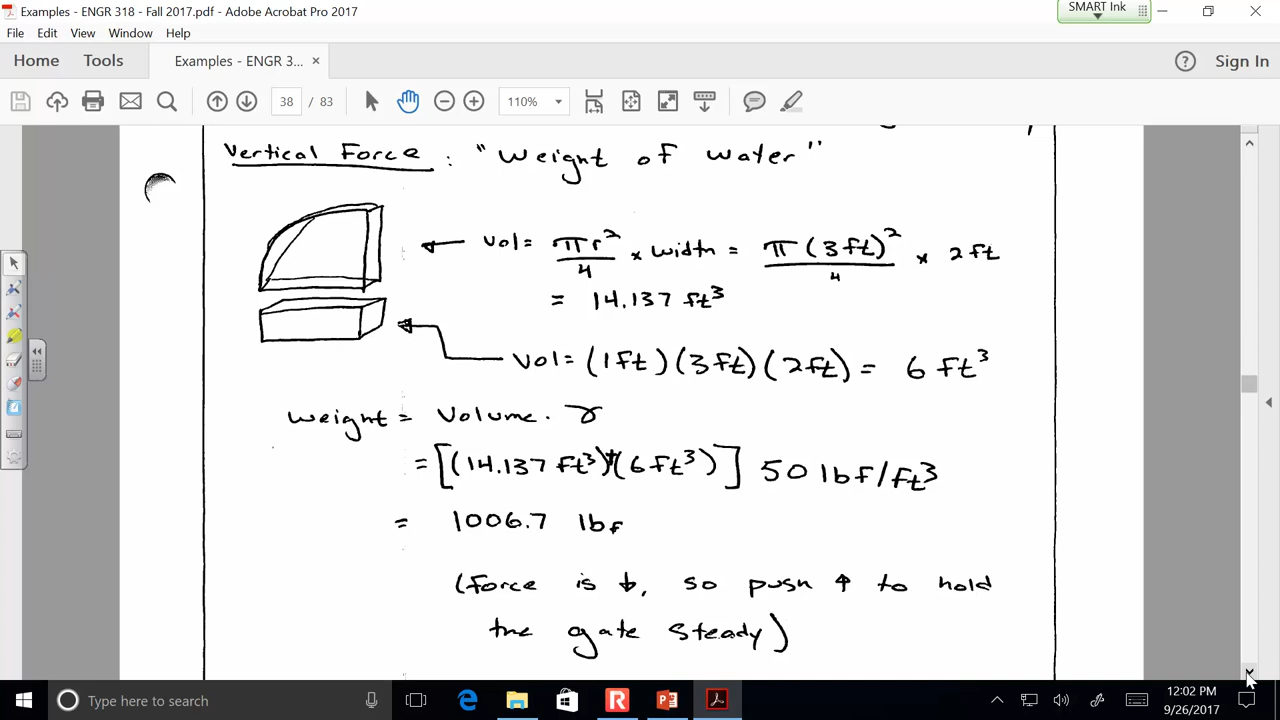 Examples - ENGR 318 - Fall 2017.pdf - Adobe Acrobat Pro 2017
SMART Ink
File Edit View Window Help
Home Tools Examples - ENGR 3... × Sign In
38 / 83 110%
Vertical Force : "Weight of water"
Vol = πr²/4 × width = π(3ft)²/4 × 2ft
= 14.137 ft³
Vol = (1ft)(3ft)(2ft) = 6 ft³
Weight = Volume · γ
= [(14.137 ft³)+(6ft³)] 50 lbf/ft³
= 1006.7 lbf
(Force is ↓, so push ↑ to hold
the gate steady)
Type here to search
12:02 PM
9/26/2017